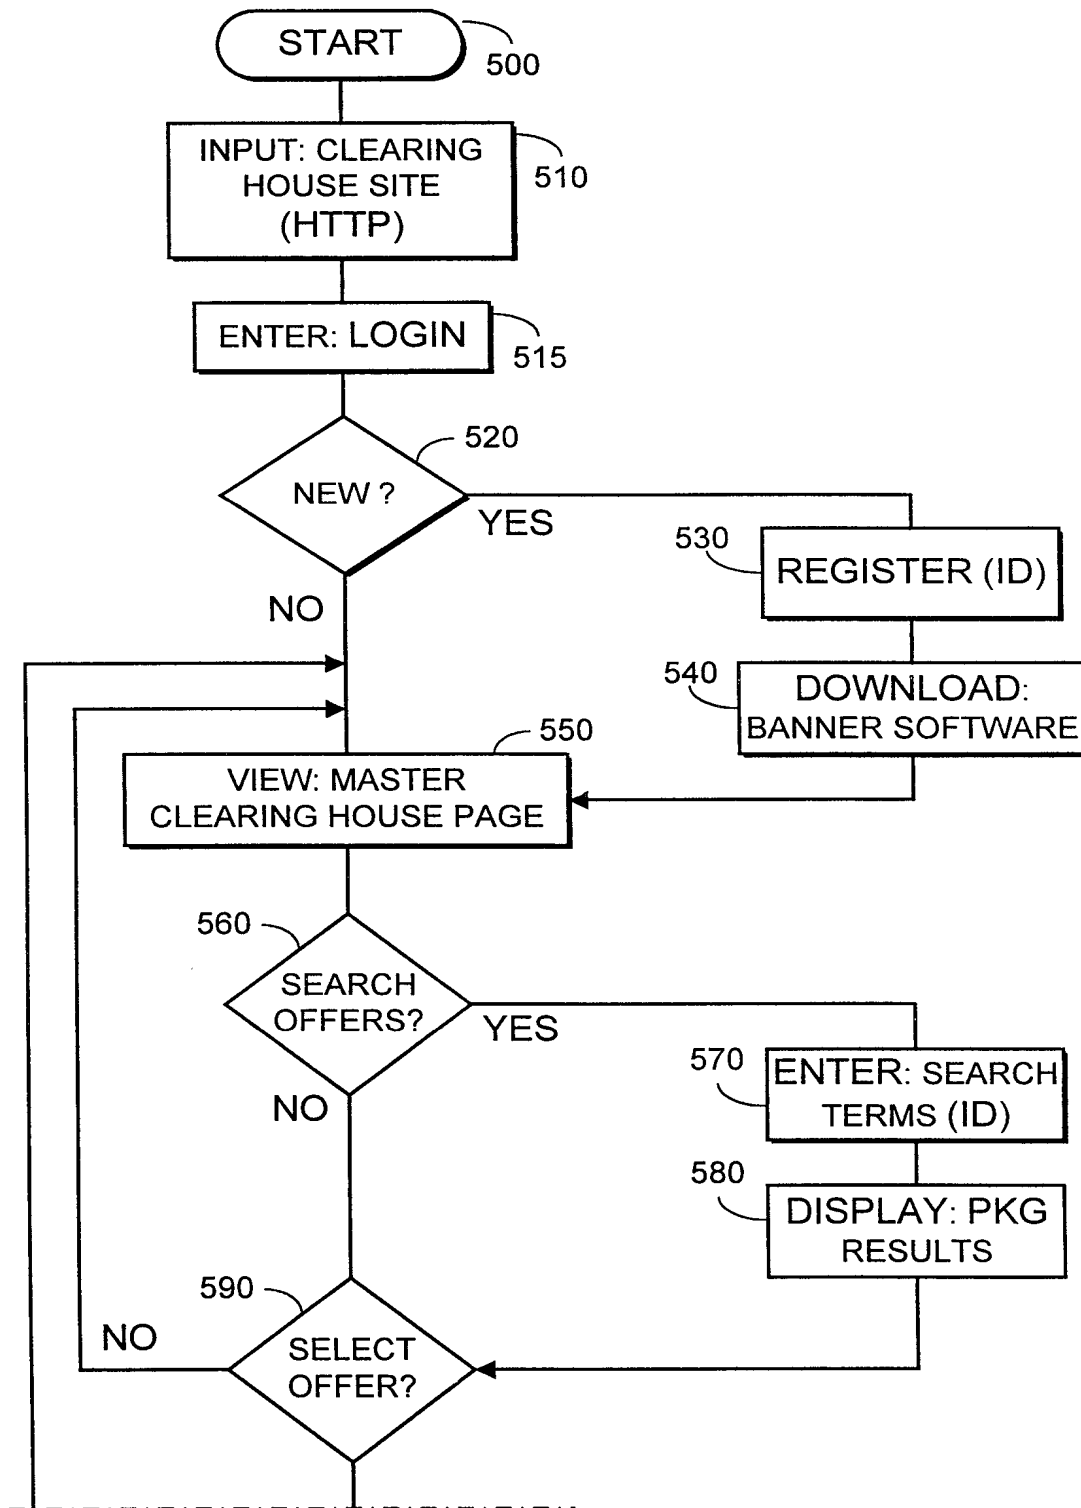 START
500
INPUT: CLEARING
HOUSE SITE
(HTTP)
510
ENTER: LOGIN
515
520
NEW ?
YES
NO
530
REGISTER (ID)
540
DOWNLOAD:
BANNER SOFTWARE
550
VIEW: MASTER
CLEARING HOUSE PAGE
560
SEARCH
OFFERS?
YES
NO
570
ENTER: SEARCH
TERMS (ID)
580
DISPLAY: PKG
RESULTS
590
SELECT
OFFER?
NO